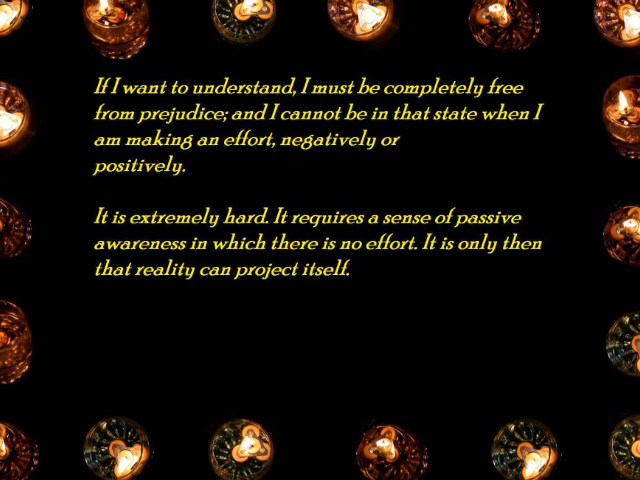 If I want to understand, I must be completely free
from prejudice; and I cannot be in that state when I
am making an effort, negatively or
positively.
It is extremely hard. It requires a sense of passive
awareness in which there is no effort. It is only then
that reality can project itself.